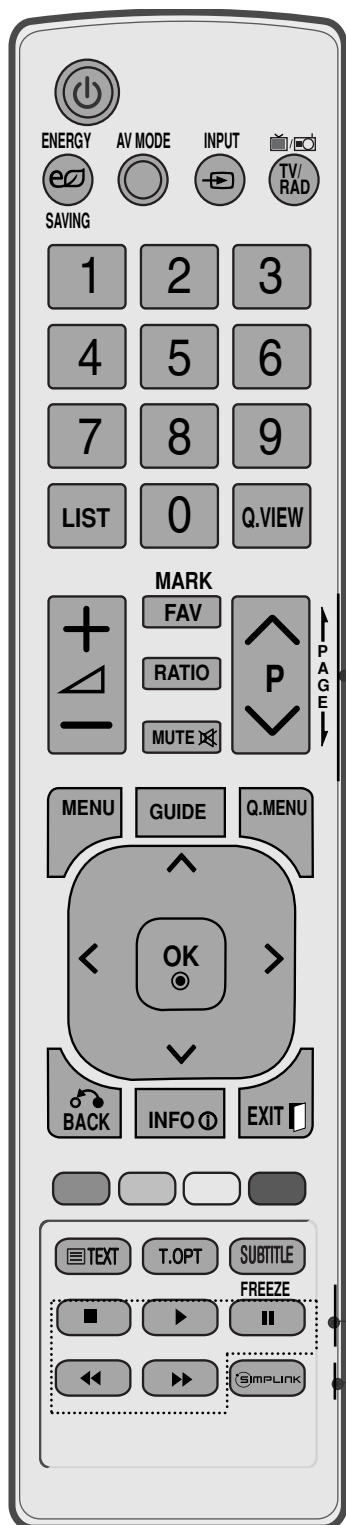 ENERGY AV MODE INPUT
TV/
RAD
SAVING
1 2 3
4 5 6
7 8 9
LIST 0 Q.VIEW
MARK
FAV
RATIO
P
PAGE
MUTE
MENU GUIDE Q.MENU
OK
BACK INFO EXIT
TEXT T.OPT SUBTITLE
FREEZE
SIMPLINK